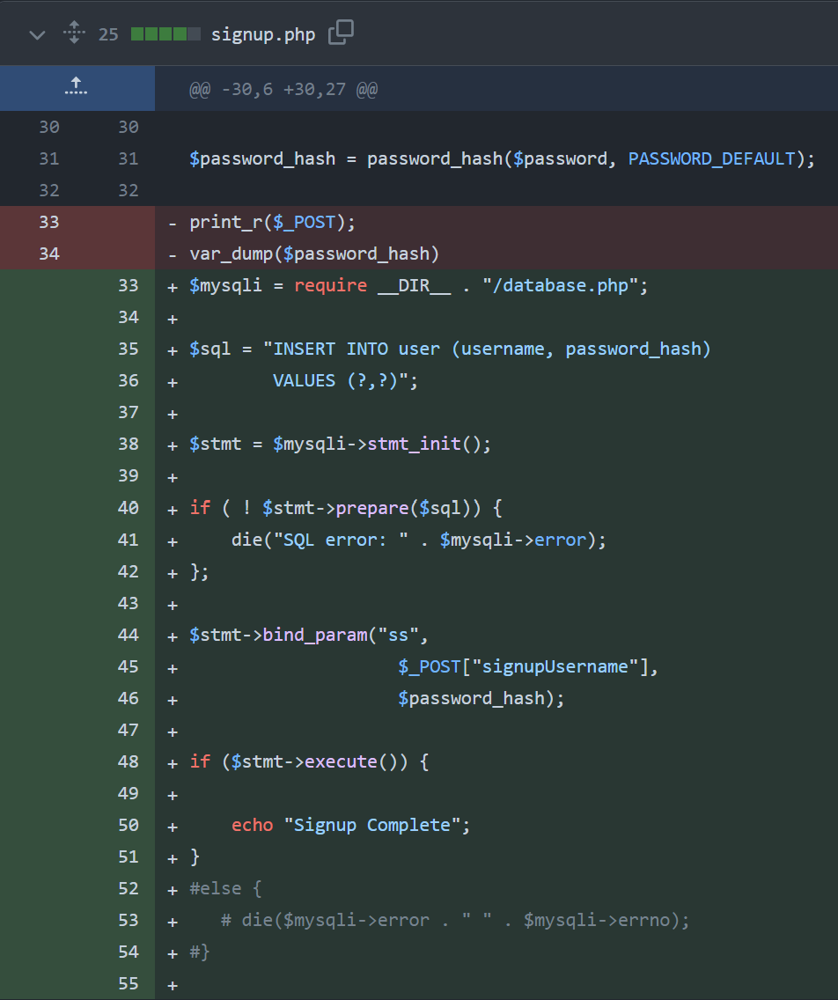 25 signup.php
@@ -30,6 +30,27 @@
30 30
31 31 $password_hash = password_hash($password, PASSWORD_DEFAULT);
32 32
33 - print_r($_POST);
34 - var_dump($password_hash)
33 + $mysqli = require __DIR__ . "/database.php";
34 +
35 + $sql = "INSERT INTO user (username, password_hash)
36 +         VALUES (?,?)";
37 +
38 + $stmt = $mysqli->stmt_init();
39 +
40 + if ( ! $stmt->prepare($sql)) {
41 +     die("SQL error: " . $mysqli->error);
42 + };
43 +
44 + $stmt->bind_param("ss",
45 +                     $_POST["signupUsername"],
46 +                     $password_hash);
47 +
48 + if ($stmt->execute()) {
49 +
50 +     echo "Signup Complete";
51 + }
52 + #else {
53 +    # die($mysqli->error . " " . $mysqli->errno);
54 + #}
55 +